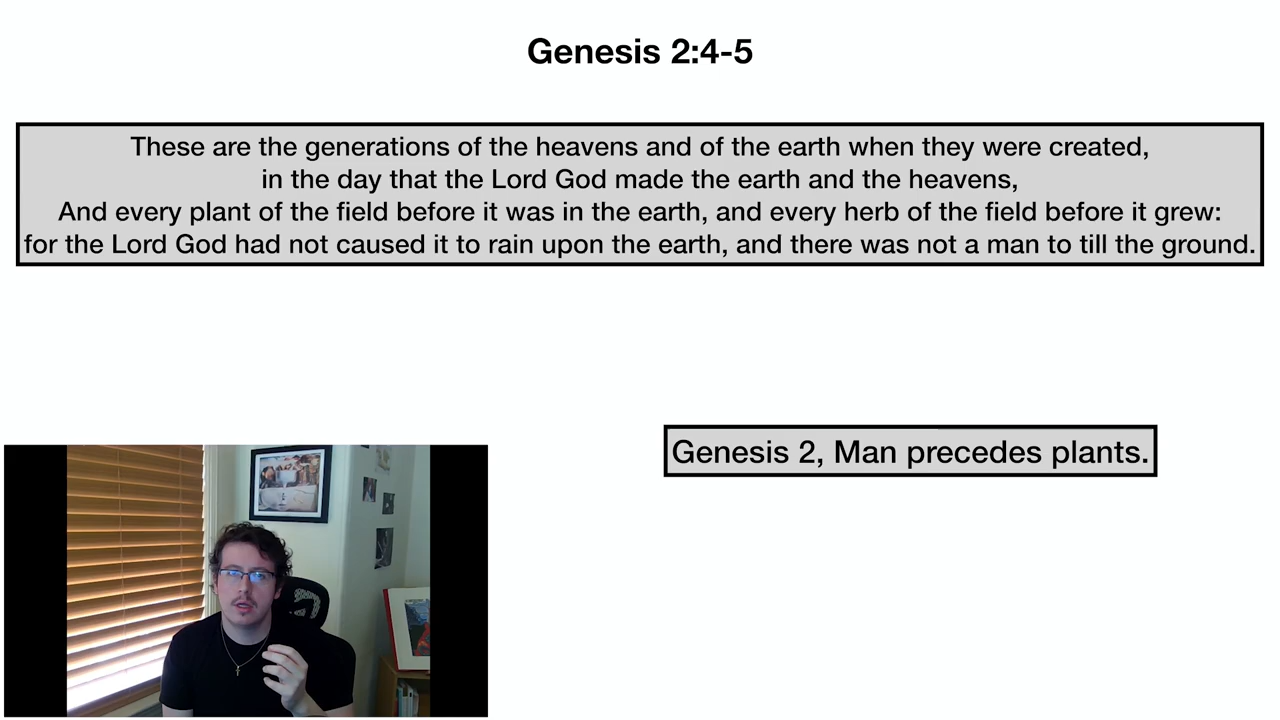 Genesis 2:4-5
These are the generations of the heavens and of the earth when they were created,
in the day that the Lord God made the earth and the heavens,
And every plant of the field before it was in the earth, and every herb of the field before it grew:
for the Lord God had not caused it to rain upon the earth, and there was not a man to till the ground.
Genesis 2, Man precedes plants.